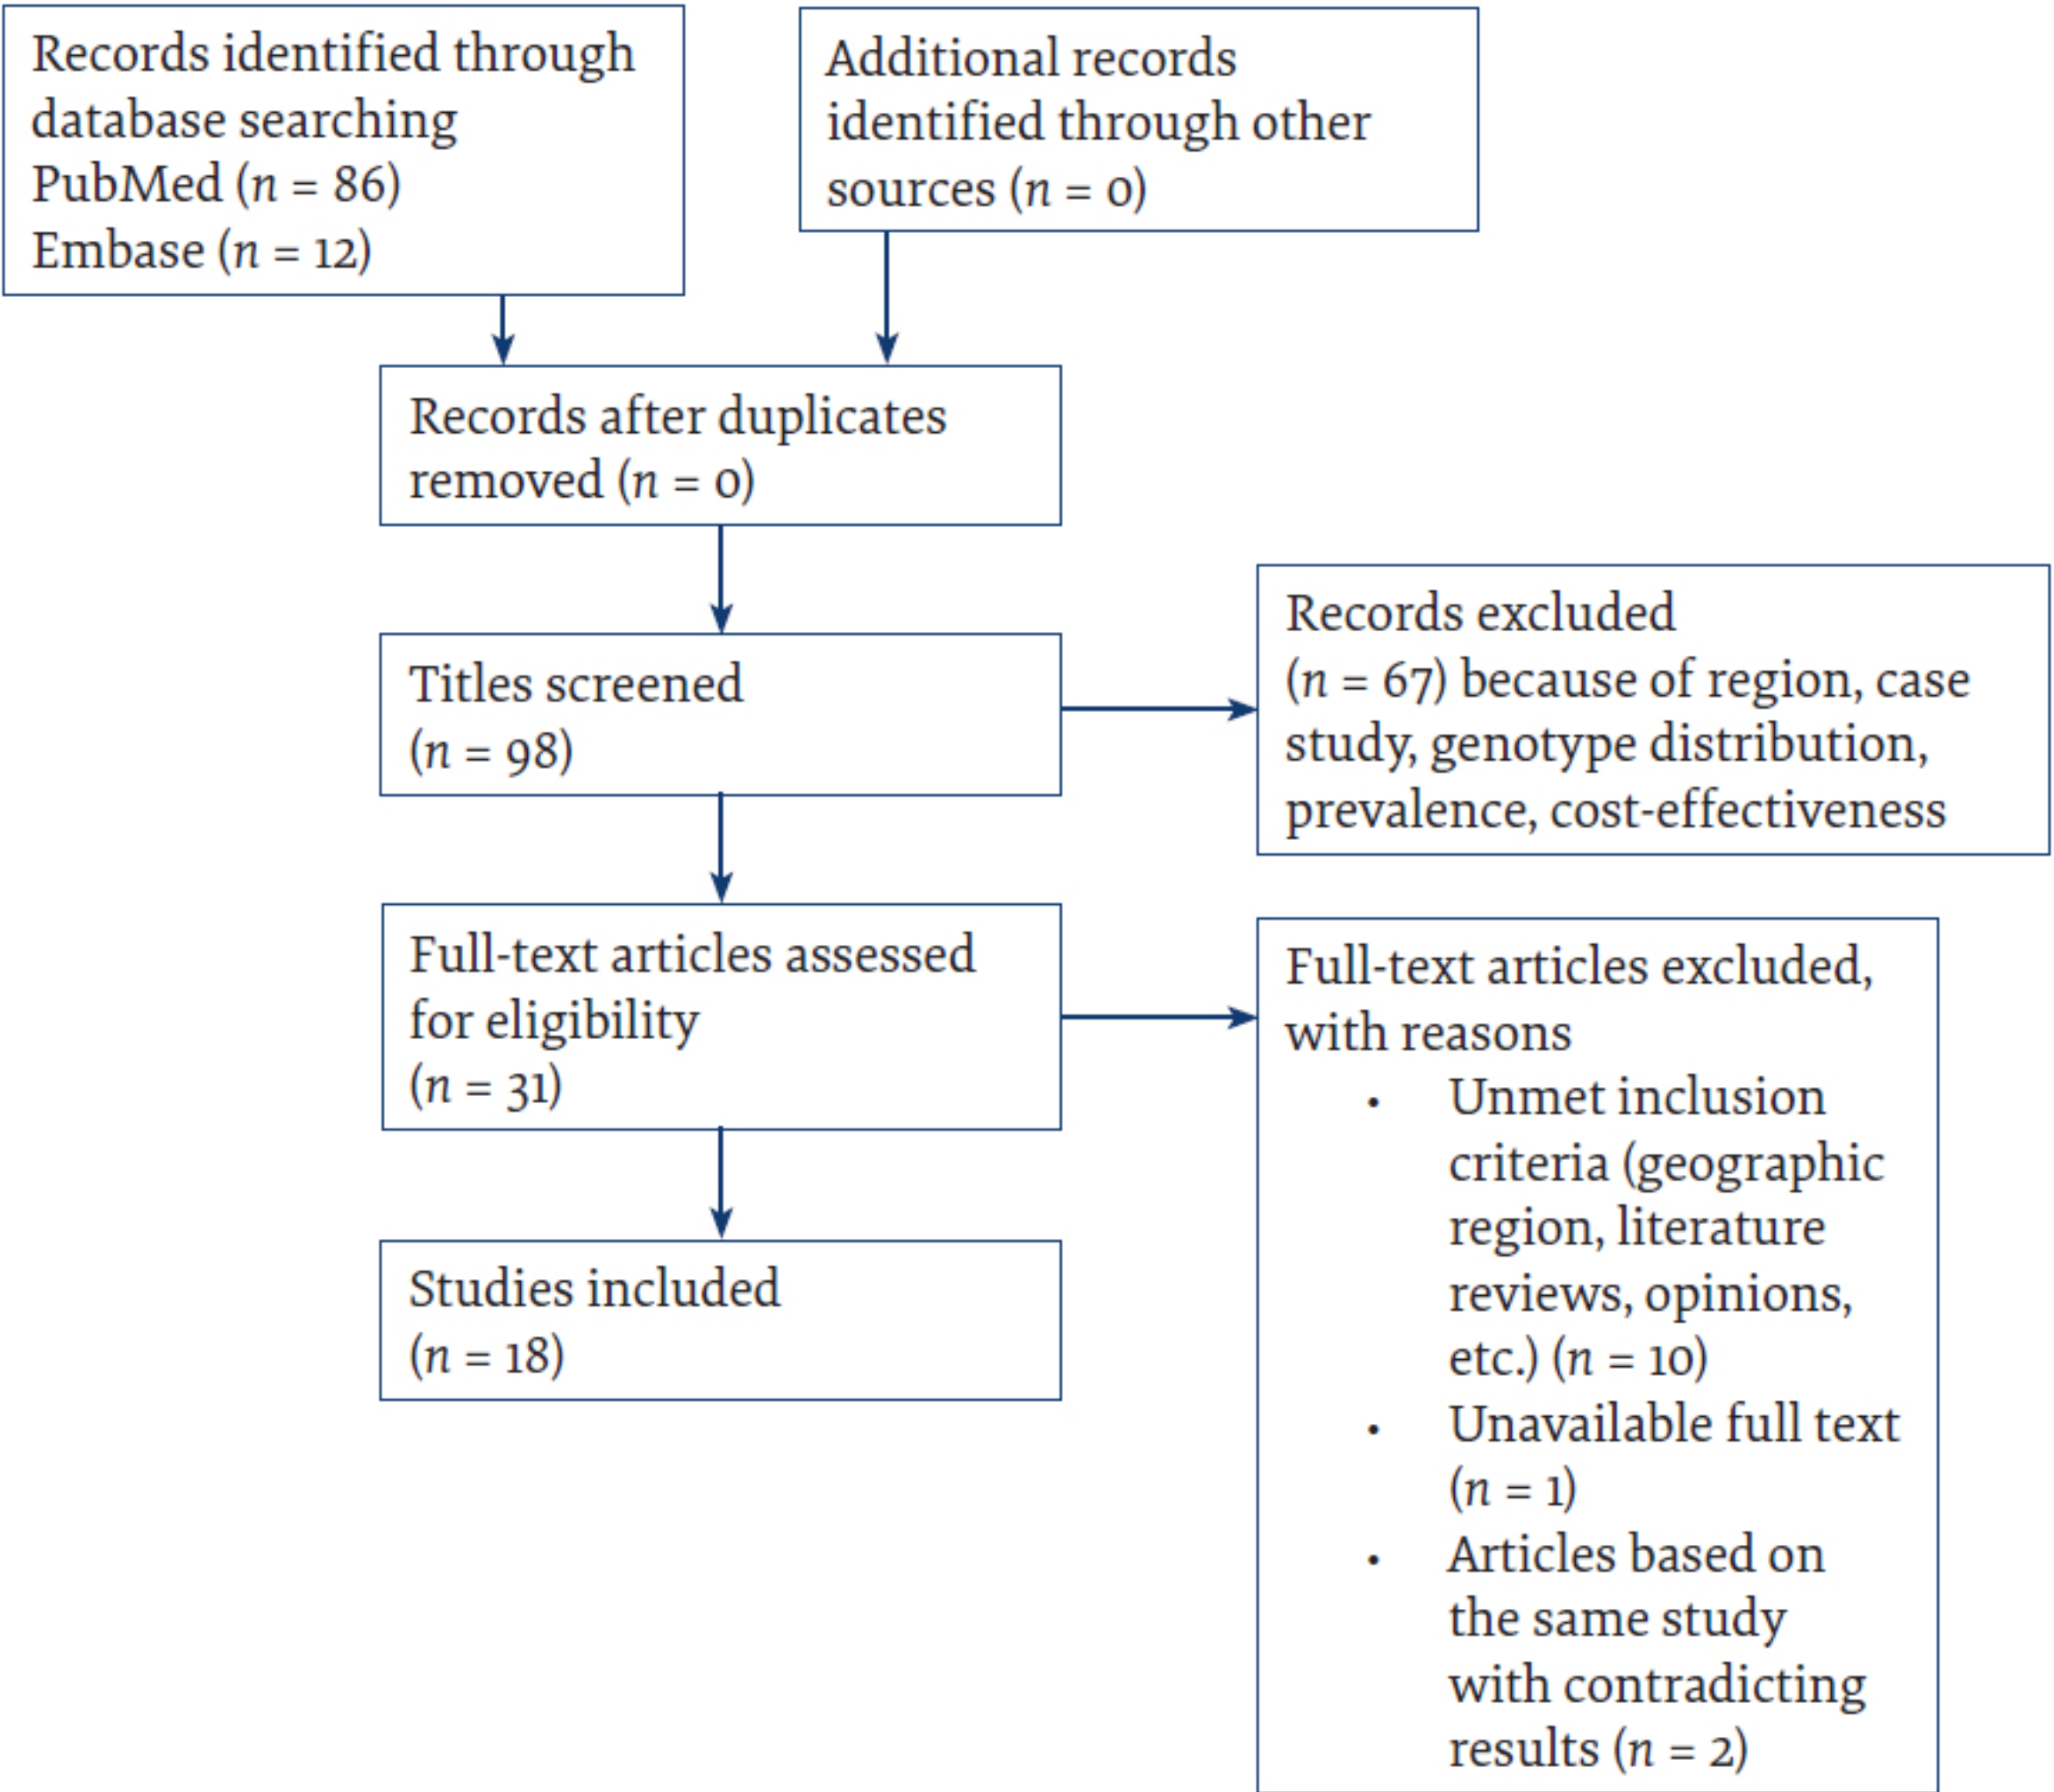 Records identified through
database searching
PubMed (n = 86)
Embase (n = 12)
Additional records
identified through other
sources (n = 0)
Records after duplicates
removed (n = 0)
Titles screened
(n = 98)
Records excluded
(n = 67) because of region, case
study, genotype distribution,
prevalence, cost-effectiveness
Full-text articles assessed
for eligibility
(n = 31)
Full-text articles excluded,
with reasons
• Unmet inclusion
criteria (geographic
region, literature
reviews, opinions,
etc.) (n = 10)
• Unavailable full text
(n = 1)
• Articles based on
the same study
with contradicting
results (n = 2)
Studies included
(n = 18)